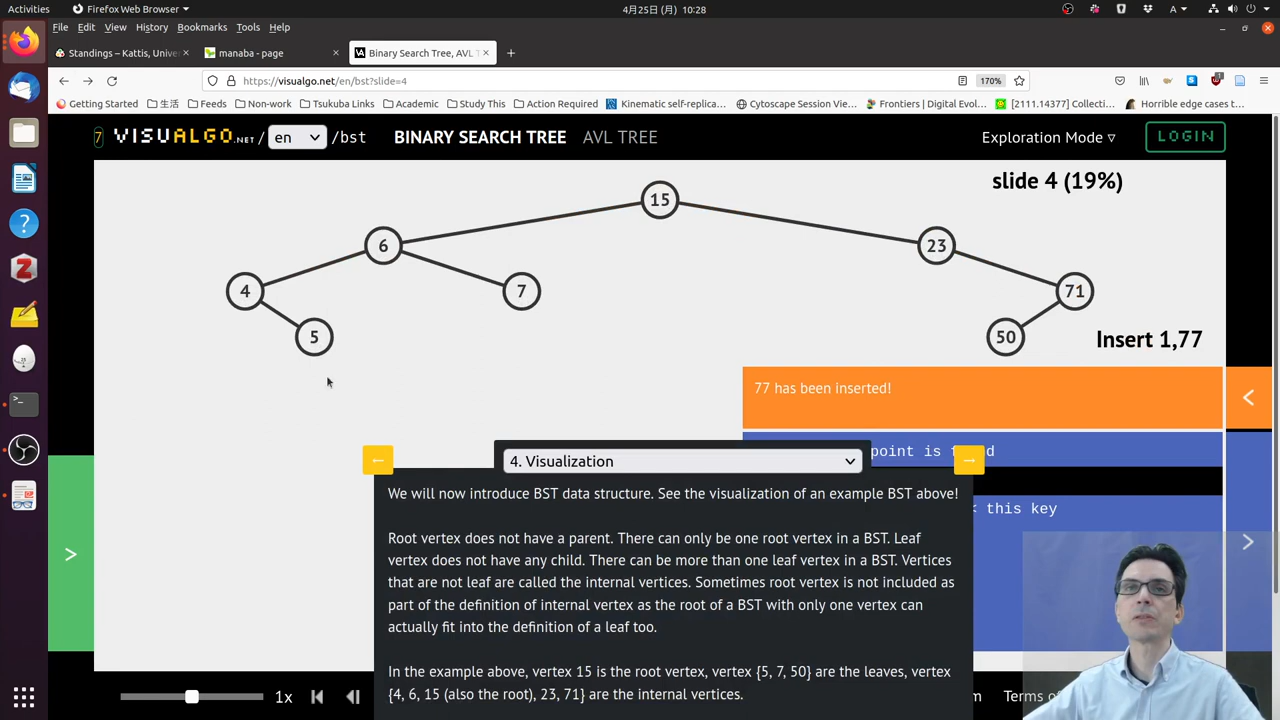 Activities
Firefox Web Browser
4月25日 10:28
A
File Edit View History Bookmarks Tools Help
Standings – Kattis, Unive
manaba - page
Binary Search Tree, AVL T
https://visualgo.net/en/bst?slide=4
170%
Getting Started
生活
Feeds
Non-work
Tsukuba Links
Academic
Study This
Action Required
Kinematic self-replica...
Cytoscape Session Vie...
Frontiers | Digital Evol...
[2111.14377] Collecti...
Horrible edge cases t...
7 VISUALGO.NET / en /bst
BINARY SEARCH TREE
AVL TREE
Exploration Mode ▿
LOGIN
slide 4 (19%)
15
6
23
4
7
71
5
50
Insert 1,77
77 has been inserted!
point is f
d
< this key
4. Visualization
We will now introduce BST data structure. See the visualization of an example BST above!
Root vertex does not have a parent. There can only be one root vertex in a BST. Leaf
vertex does not have any child. There can be more than one leaf vertex in a BST. Vertices
that are not leaf are called the internal vertices. Sometimes root vertex is not included as
part of the definition of internal vertex as the root of a BST with only one vertex can
actually fit into the definition of a leaf too.
In the example above, vertex 15 is the root vertex, vertex {5, 7, 50} are the leaves, vertex
{4, 6, 15 (also the root), 23, 71} are the internal vertices.
1x
m
Terms of